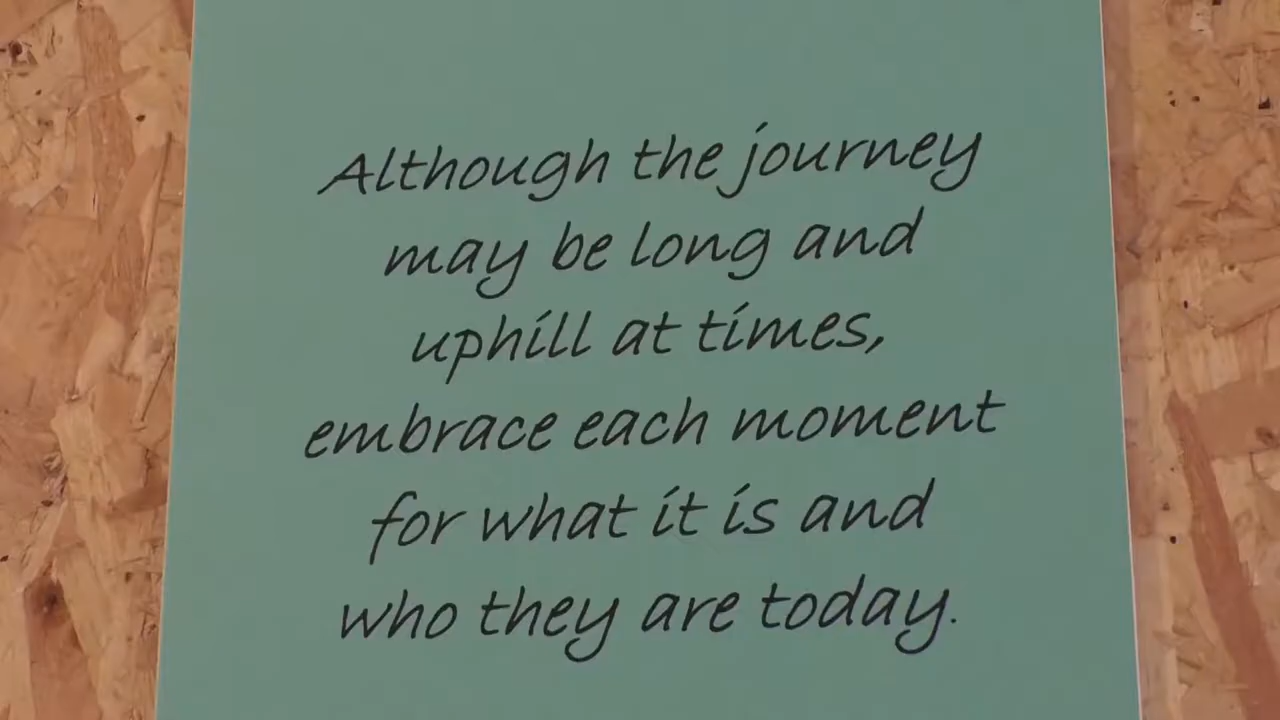 Although the journey
may be long and
uphill at times,
embrace each moment
for what it is and
who they are today.